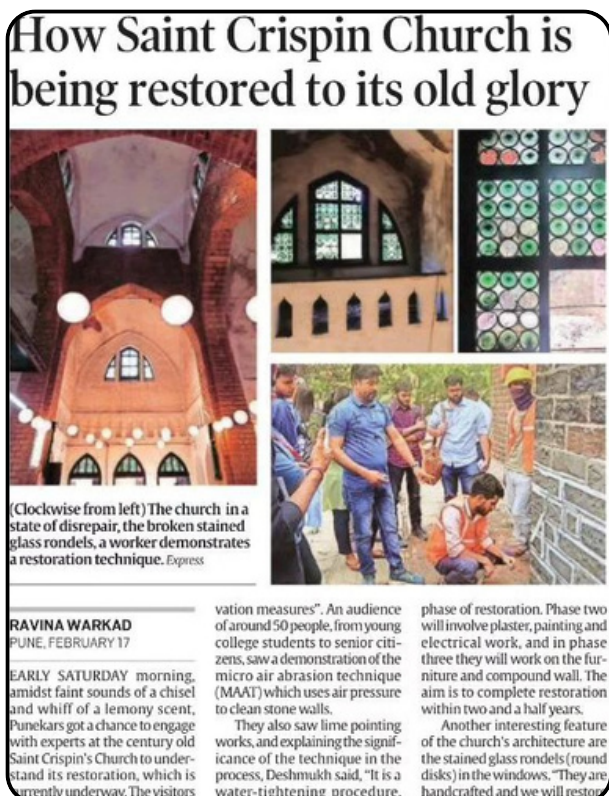 How Saint Crispin Church is
being restored to its old glory
(Clockwise from left) The church in a
state of disrepair, the broken stained
glass rondels, a worker demonstrates
a restoration technique. Express
RAVINA WARKAD
PUNE, FEBRUARY 17
EARLY SATURDAY morning,
amidst faint sounds of a chisel
and whiff of a lemony scent,
Punekars got a chance to engage
with experts at the century old
Saint Crispin's Church to under-
stand its restoration, which is
currently underway. The visitors
vation measures". An audience
of around 50 people, from young
college students to senior citi-
zens, saw a demonstration of the
micro air abrasion technique
(MAAT) which uses air pressure
to clean stone walls.
They also saw lime pointing
works, and explaining the signif-
icance of the technique in the
process, Deshmukh said, "It is a
water-tightening procedure,
phase of restoration. Phase two
will involve plaster, painting and
electrical work, and in phase
three they will work on the fur-
niture and compound wall. The
aim is to complete restoration
within two and a half years.
Another interesting feature
of the church's architecture are
the stained glass rondels (round
disks) in the windows. "They are
handcrafted and we will restor